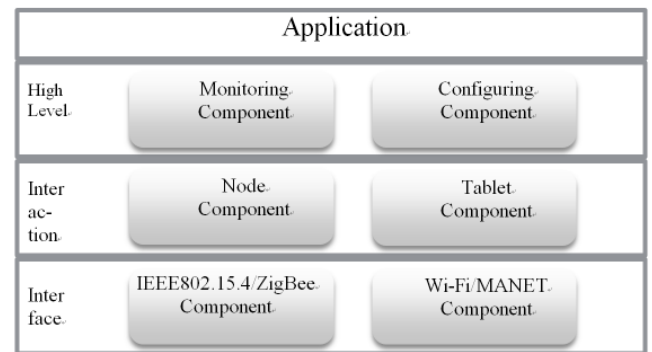 Application
High
Level
Monitoring
Component
Configuring
Component
Inter
ac-
tion
Node
Component
Tablet
Component
Inter
face
IEEE802.15.4/ZigBee
Component
Wi-Fi/MANET
Component